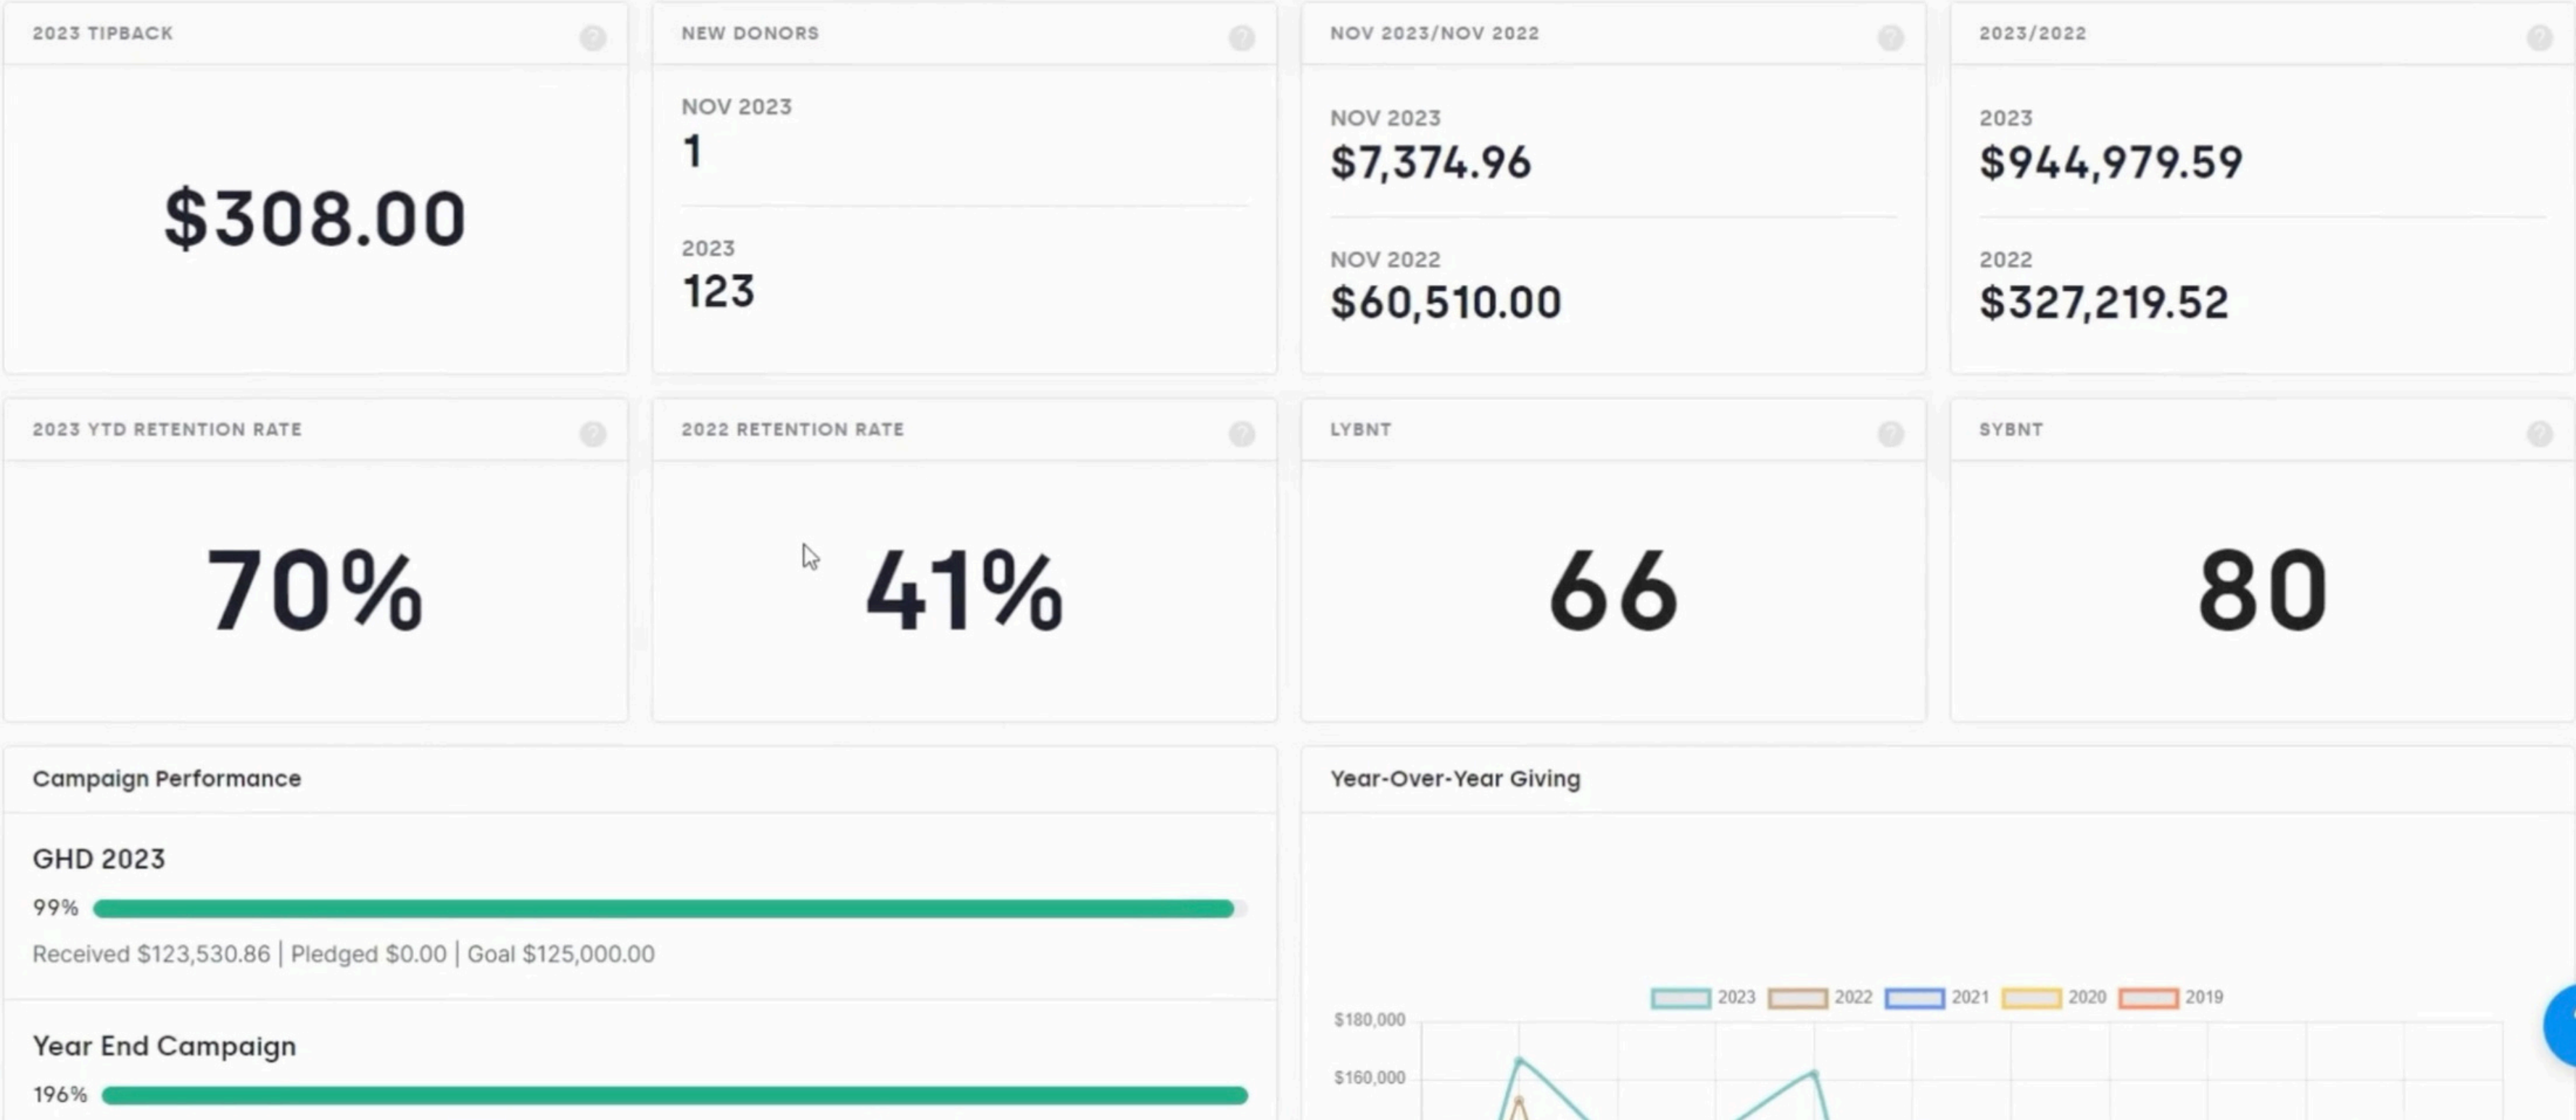 2023 TIPBACK
?
$308.00
NEW DONORS
?
NOV 2023
1
2023
123
NOV 2023/NOV 2022
?
NOV 2023
$7,374.96
NOV 2022
$60,510.00
2023/2022
?
2023
$944,979.59
2022
$327,219.52
2023 YTD RETENTION RATE
?
70%
2022 RETENTION RATE
?
41%
LYBNT
?
66
SYBNT
?
80
Campaign Performance
GHD 2023
99%
Received $123,530.86 | Pledged $0.00 | Goal $125,000.00
Year End Campaign
196%
Year-Over-Year Giving
2023 2022 2021 2020 2019
$180,000
$160,000